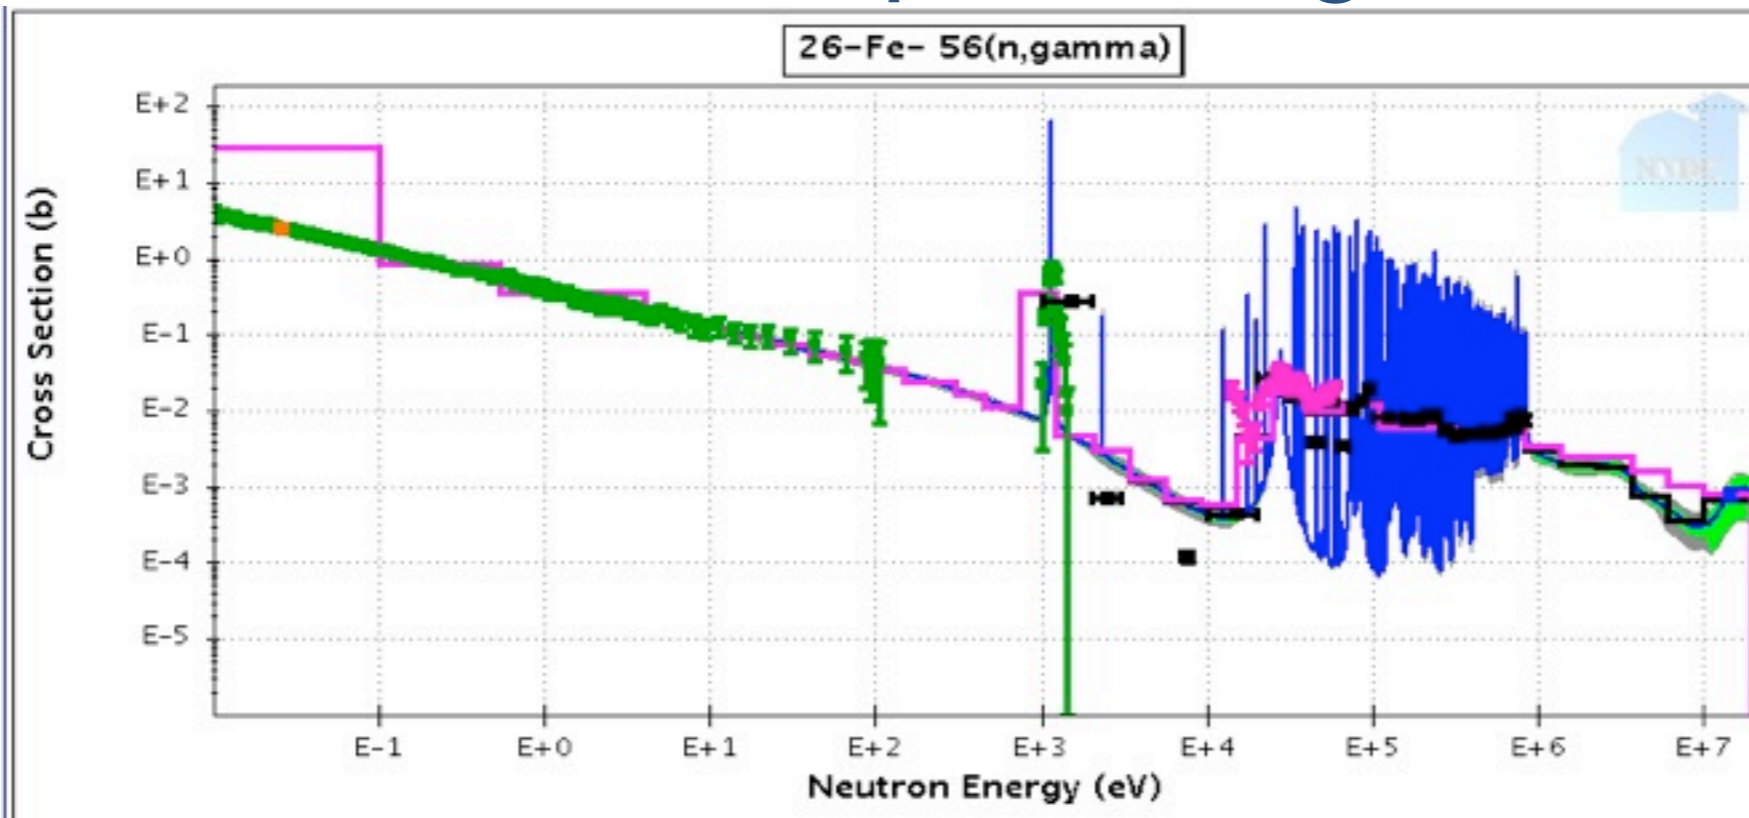 26-Fe- 56(n,gamma)
Cross Section (b)
E+2
E+1
E+0
E-1
E-2
E-3
E-4
E-5
E-1
E+0
E+1
E+2
E+3
E+4
E+5
E+6
E+7
Neutron Energy (eV)